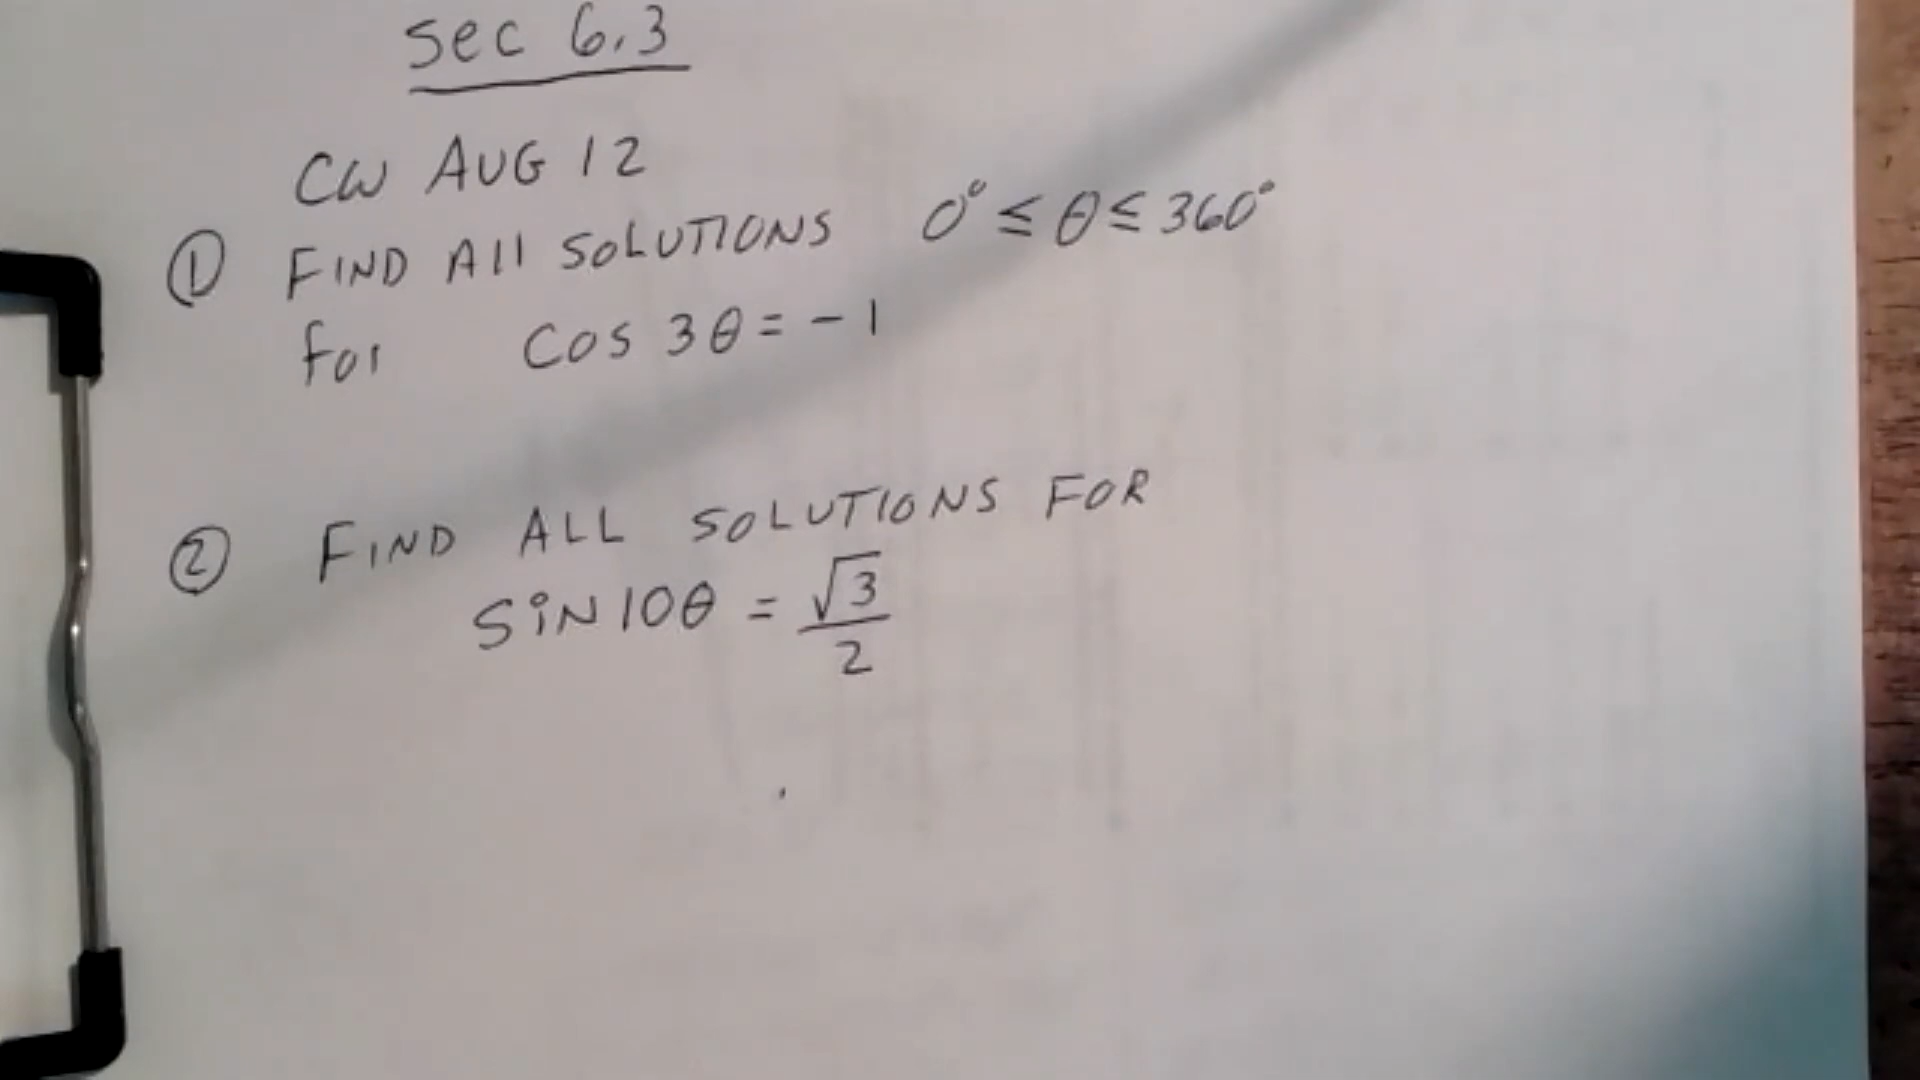 sec 6.3
CW AUG 12
① FIND All SOLUTIONS 0° ≤ θ ≤ 360°
for cos 3θ = -1
② FIND ALL SOLUTIONS FOR
SiN 10θ = √3/2